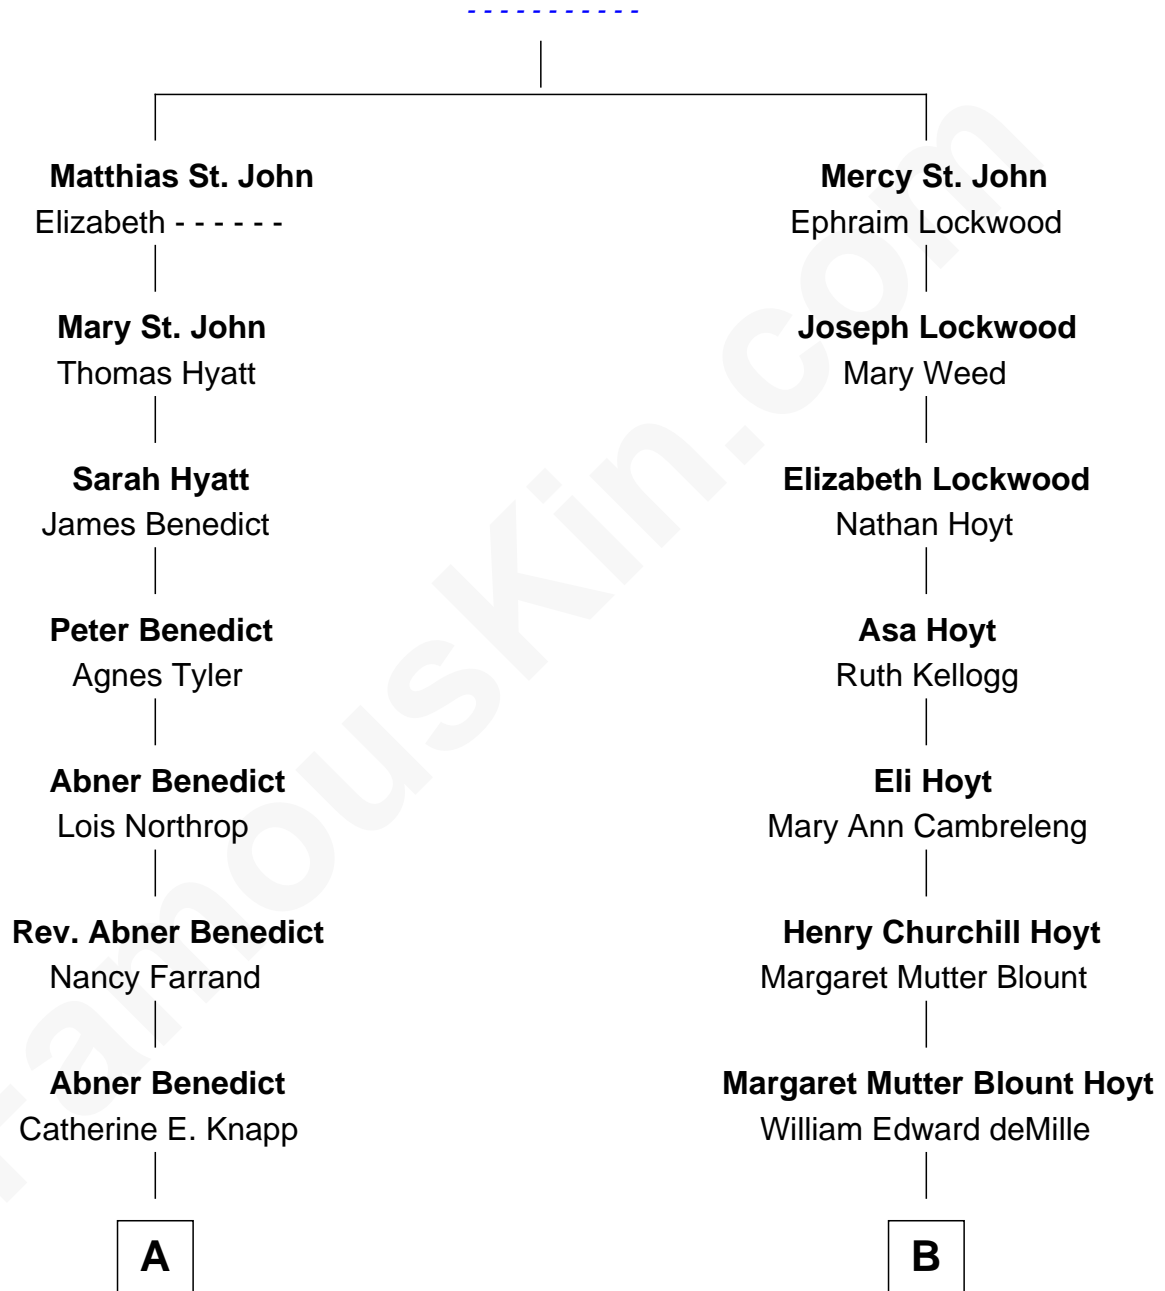 - - - - - - - - - - -
Matthias St. John
Elizabeth - - - - - -
Mary St. John
Thomas Hyatt
Sarah Hyatt
James Benedict
Peter Benedict
Agnes Tyler
Abner Benedict
Lois Northrop
Rev. Abner Benedict
Nancy Farrand
Abner Benedict
Catherine E. Knapp
A
Mercy St. John
Ephraim Lockwood
Joseph Lockwood
Mary Weed
Elizabeth Lockwood
Nathan Hoyt
Asa Hoyt
Ruth Kellogg
Eli Hoyt
Mary Ann Cambreleng
Henry Churchill Hoyt
Margaret Mutter Blount
Margaret Mutter Blount Hoyt
William Edward deMille
B
FamousKin.com